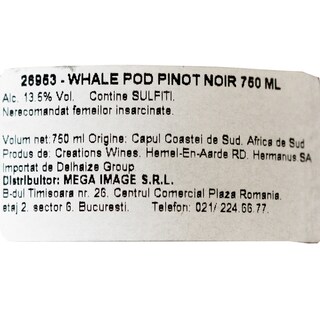 26953 - WHALE POD PINOT NOIR 750 ML
Alc. 13.5% Vol. Contine SULFITI.
Nerecomandat femeilor insarcinate.
Volum net:750 ml Origine: Capul Coastei de Sud, Africa de Sud
Produs de: Creations Wines, Hemel-En-Aarde RD. Hermanus SA
Importat de Delhaize Group
Distribuitor: MEGA IMAGE S.R.L.
B-dul Timisoara nr. 26. Centrul Comercial Plaza Romania.
etaj 2. sector 6. Bucuresti. Telefon: 021/ 224.66.77.